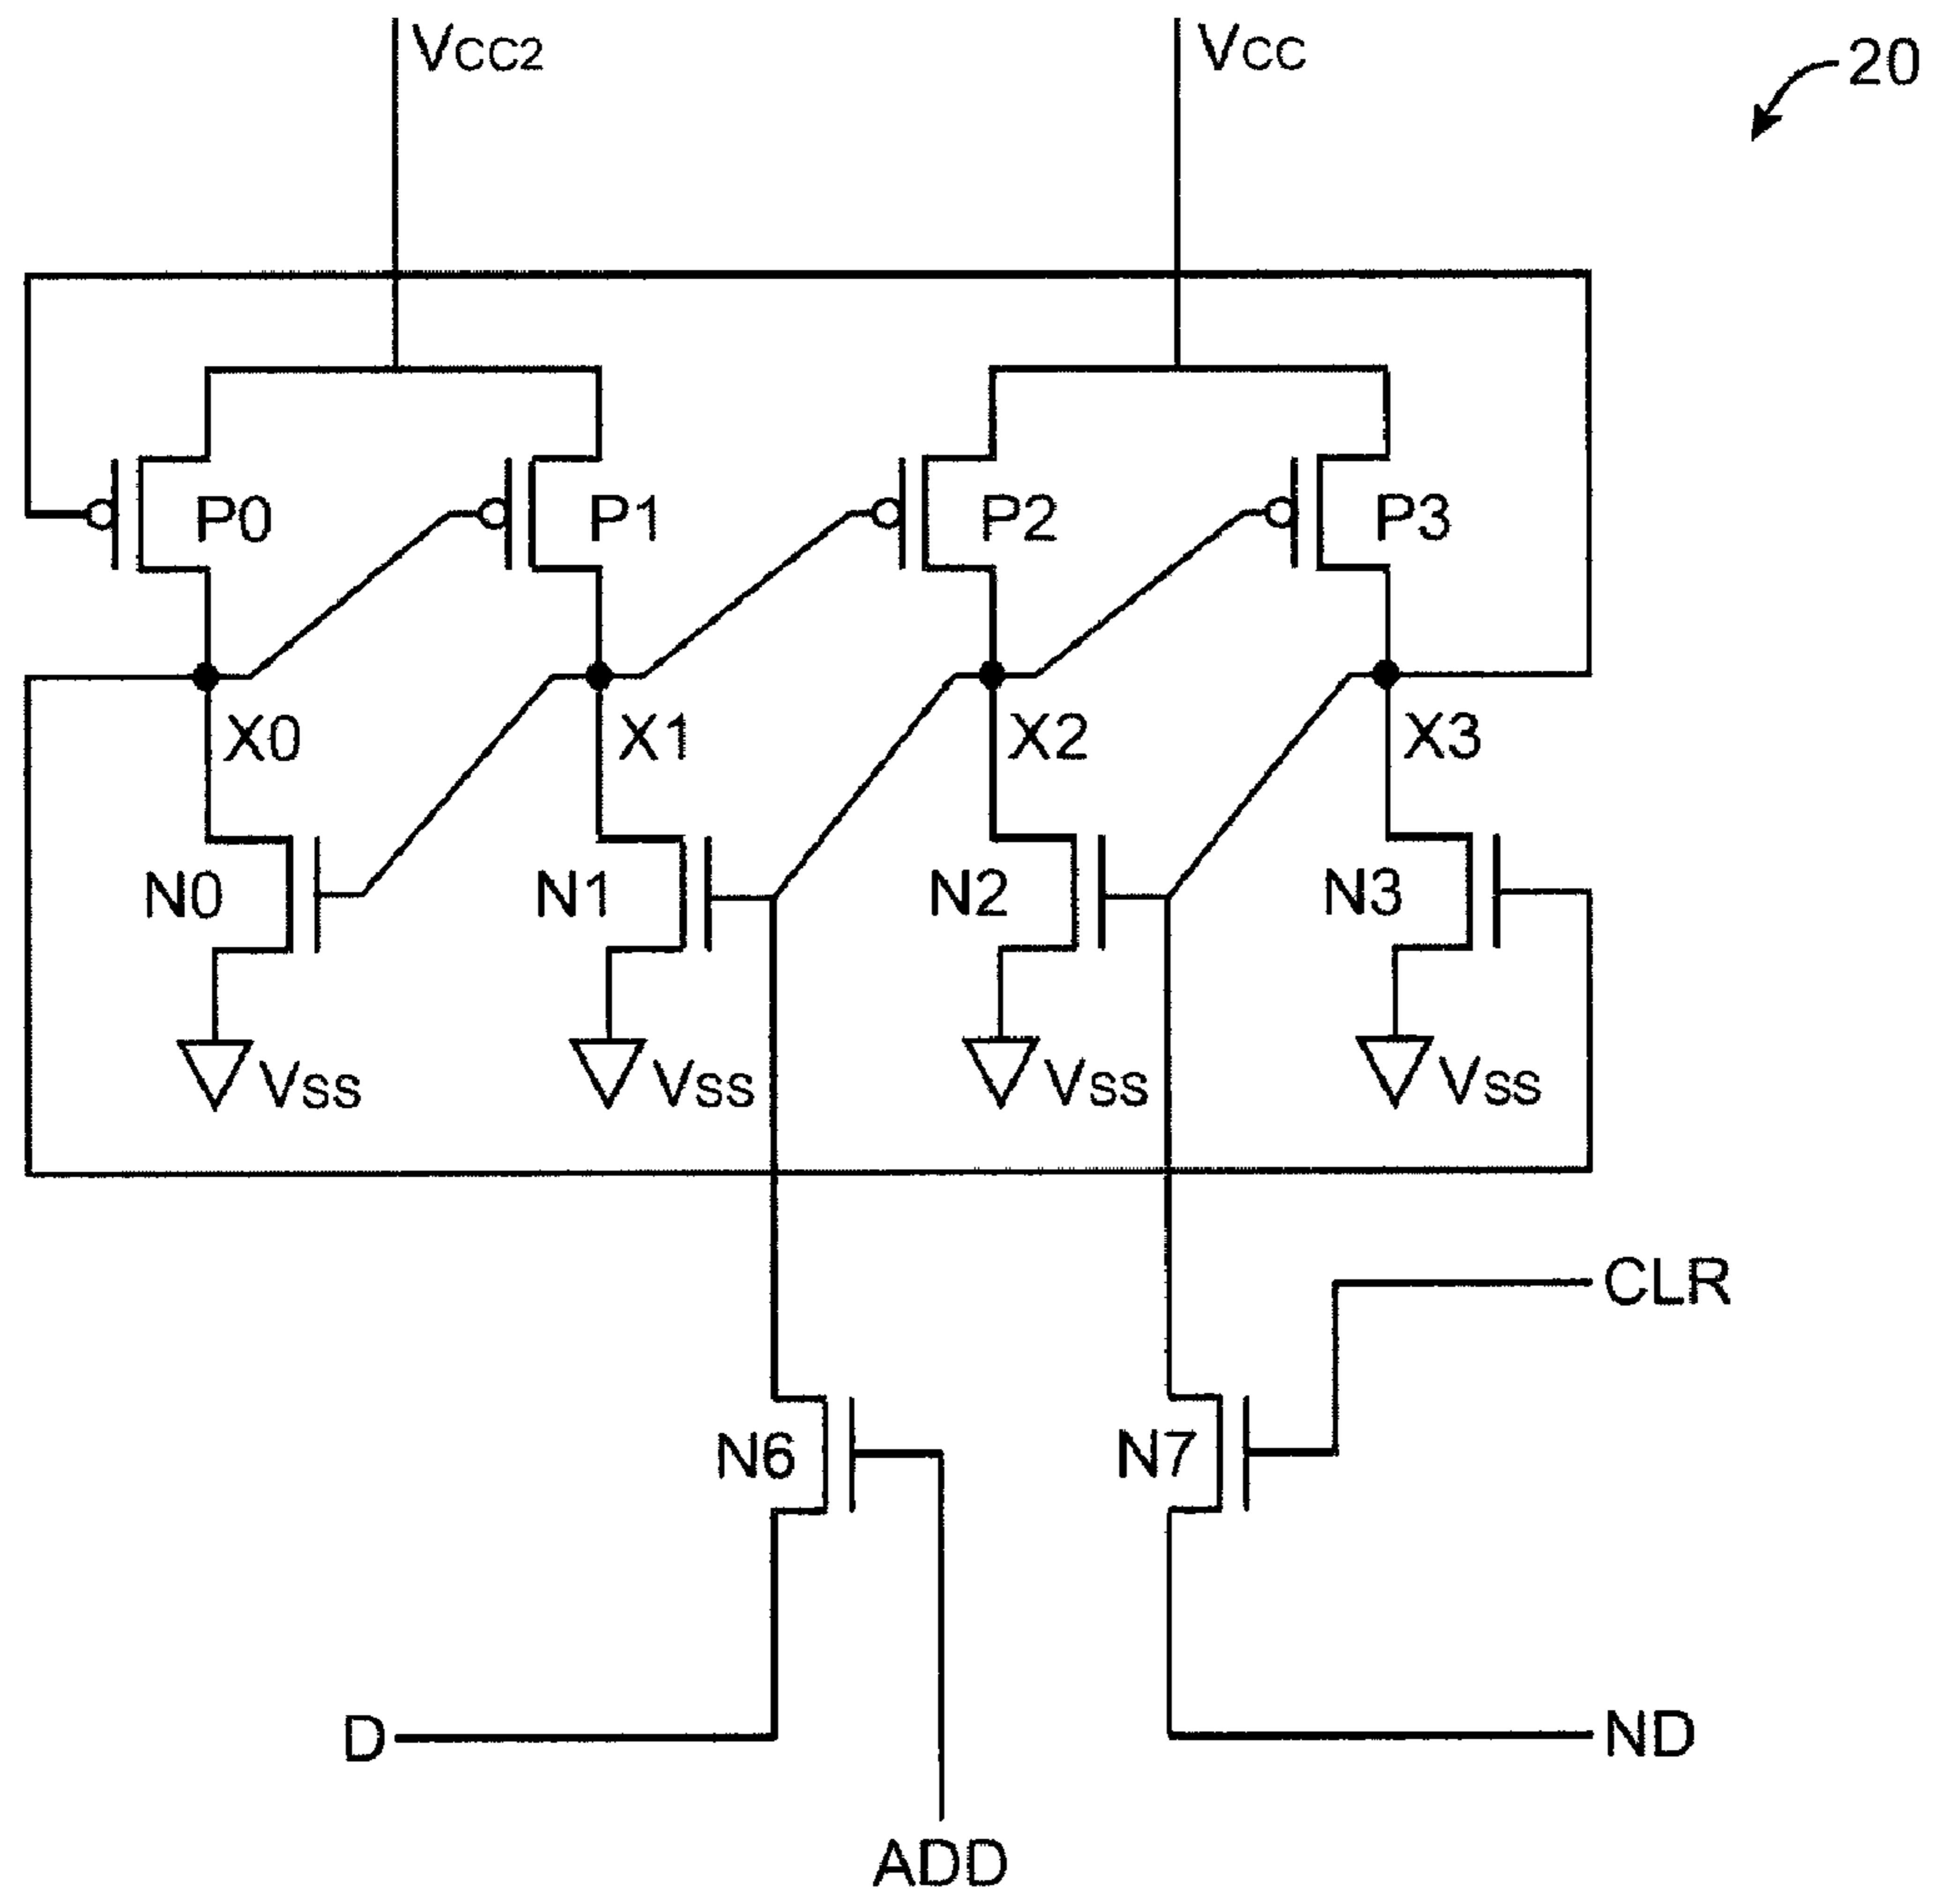 VCC2 VCC 20
P0 P1 P2 P3
X0 X1 X2 X3
N0 N1 N2 N3
VSS VSS VSS VSS
CLR
N6 N7
D ND
ADD